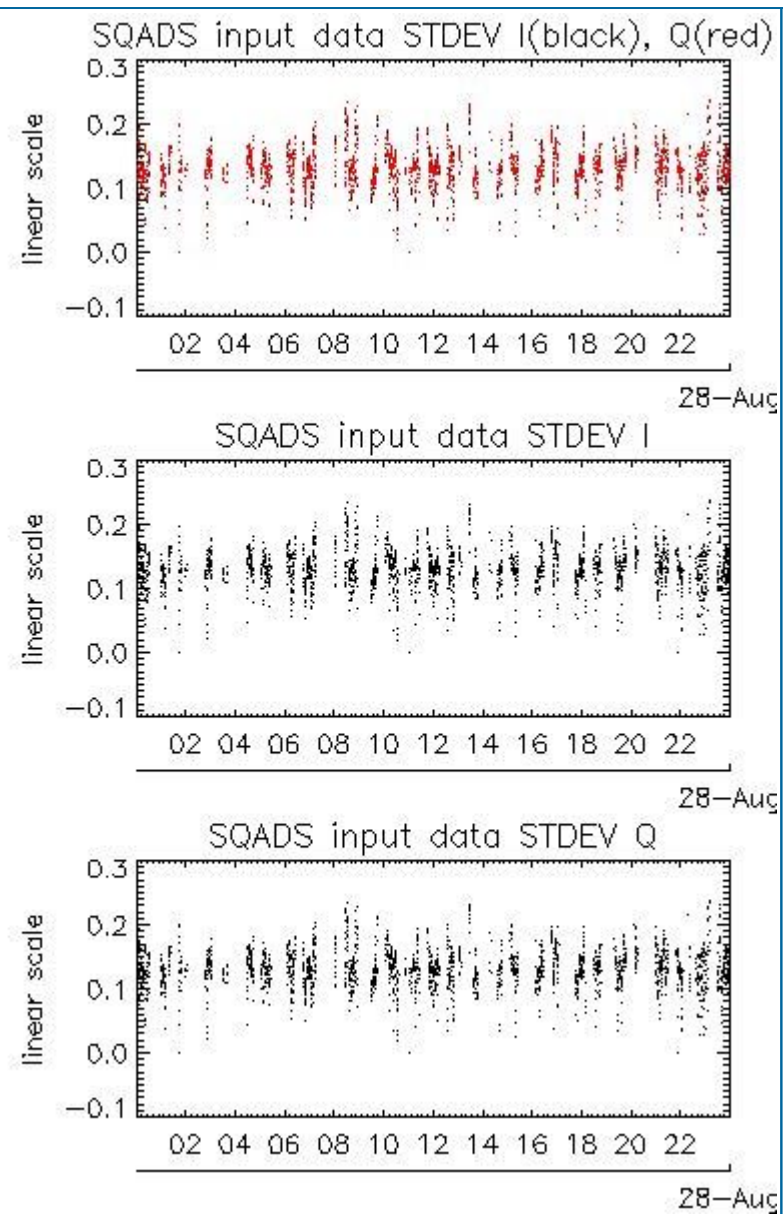 SQADS input data STDEV I(black), Q(red)
0.3
0.2
0.1
0.0
−0.1
linear scale
02 04 06 08 10 12 14 16 18 20 22
28−Aug
SQADS input data STDEV I
0.3
0.2
0.1
0.0
−0.1
linear scale
02 04 06 08 10 12 14 16 18 20 22
28−Aug
SQADS input data STDEV Q
0.3
0.2
0.1
0.0
−0.1
linear scale
02 04 06 08 10 12 14 16 18 20 22
28−Aug